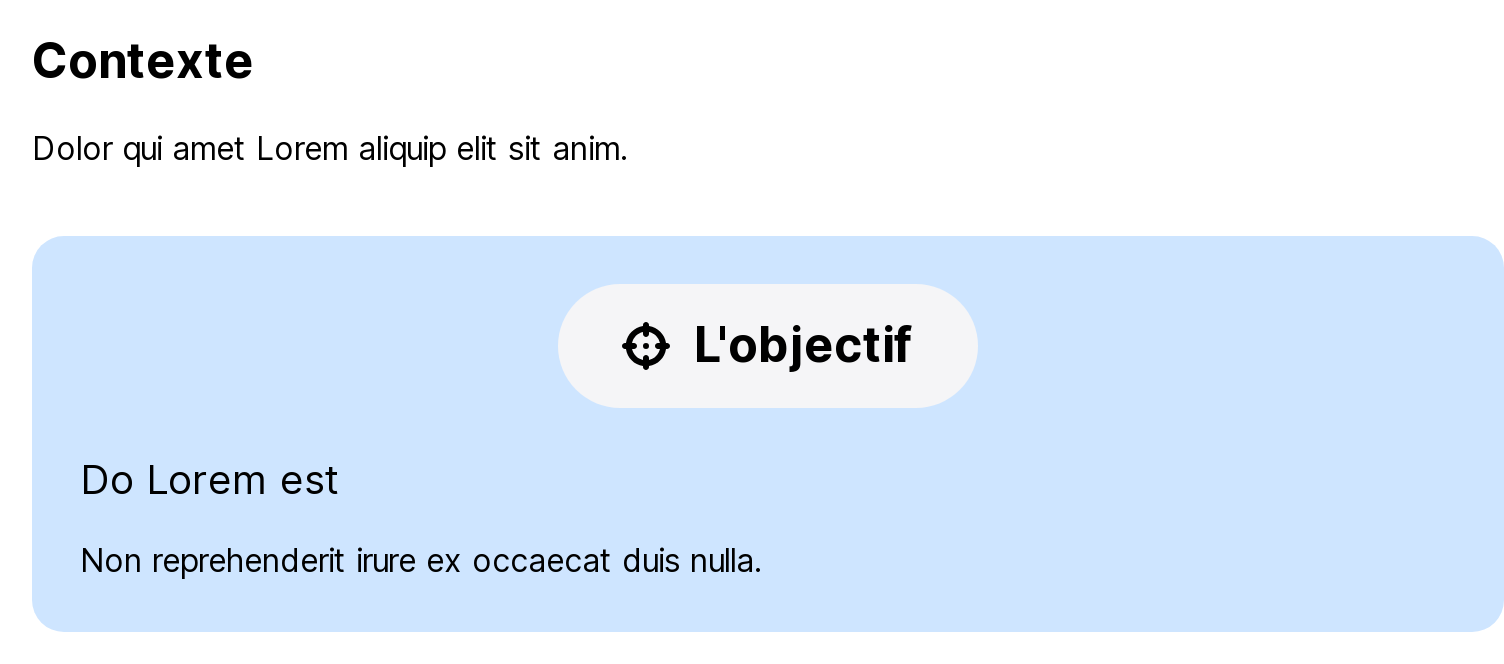 Contexte
Dolor qui amet Lorem aliquip elit sit anim.
L'objectif
Do Lorem est
Non reprehenderit irure ex occaecat duis nulla.